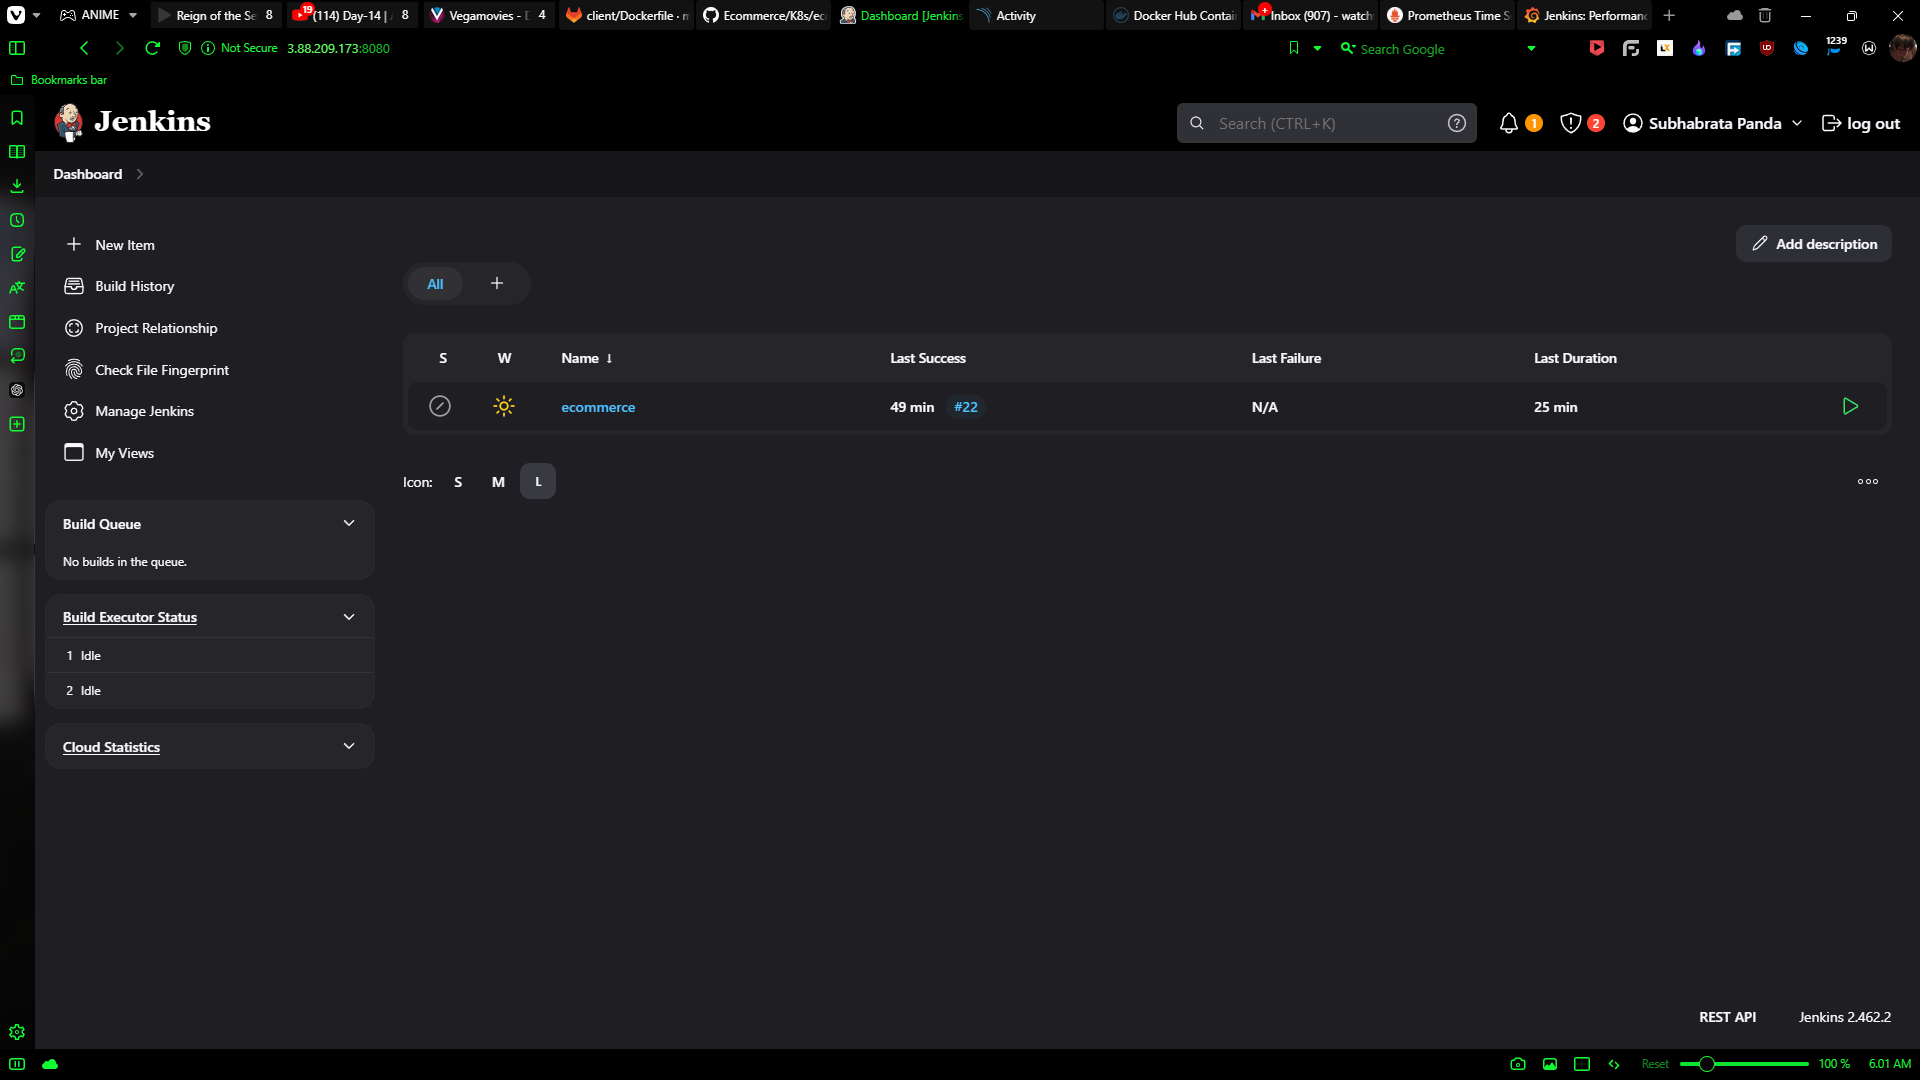 ANIME
Reign of the Se 8
19
(114) Day-14 | 8
Vegamovies - D 4
client/Dockerfile · m
Ecommerce/K8s/ec
Dashboard [Jenkins
Activity
Docker Hub Contai
Inbox (907) - watch
Prometheus Time S
Jenkins: Performanc
Not Secure 3.88.209.173:8080
Search Google
1239
Bookmarks bar
Jenkins
Search (CTRL+K)
1
2
Subhabrata Panda
log out
Dashboard
New Item
Build History
Project Relationship
Check File Fingerprint
Manage Jenkins
My Views
Add description
All +
S W Name ↓ Last Success Last Failure Last Duration
ecommerce 49 min #22 N/A 25 min
Icon: S M L
Build Queue
No builds in the queue.
Build Executor Status
1 Idle
2 Idle
Cloud Statistics
REST API Jenkins 2.462.2
Reset 100 % 6.01 AM